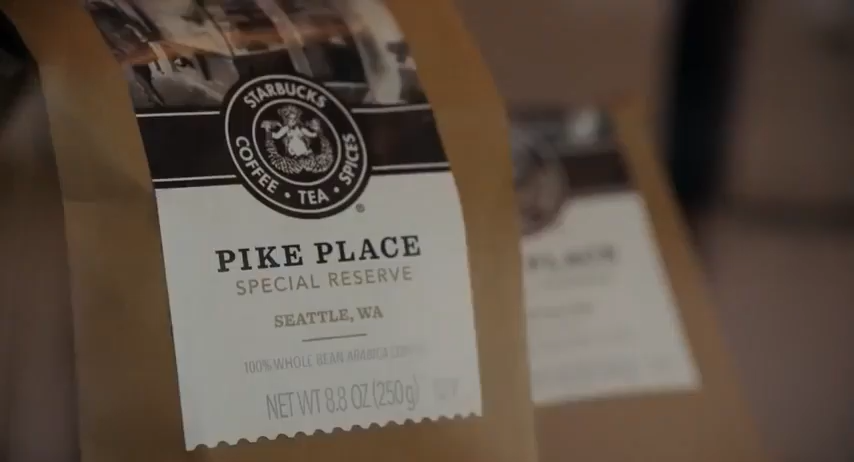 STARBUCKS
COFFEE • TEA • SPICES
®
PIKE PLACE
SPECIAL RESERVE
SEATTLE, WA
100% WHOLE BEAN ARABICA COFFEE
NET WT 8.8 OZ (250g)
PLACE